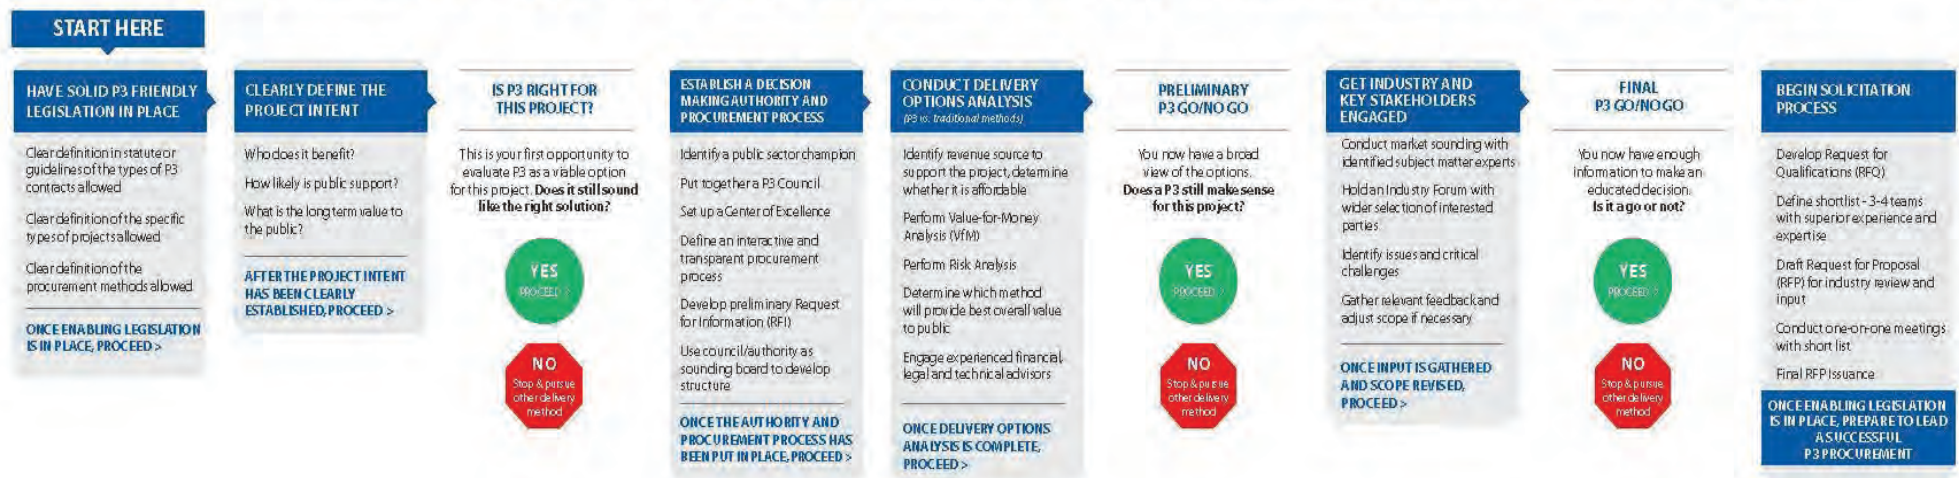 START HERE
HAVE SOLID P3 FRIENDLY
LEGISLATION IN PLACE
Clear definition in statute or
guidelines of the types of P3
contracts allowed
Clear definition of the specific
types of projects allowed
Clear definition of the
procurement methods allowed
ONCE ENABLING LEGISLATION
IS IN PLACE, PROCEED >
CLEARLY DEFINE THE
PROJECT INTENT
Who does it benefit?
How likely is public support?
What is the long term value to
the public?
AFTER THE PROJECT INTENT
HAS BEEN CLEARLY
ESTABLISHED, PROCEED >
IS P3 RIGHT FOR
THIS PROJECT?
This is your first opportunity to
evaluate P3 as a viable option
for this project. Does it still sound
like the right solution?
YES
PROCEED >
NO
Stop & pursue
other delivery
method
ESTABLISH A DECISION
MAKING AUTHORITY AND
PROCUREMENT PROCESS
Identify a public sector champion
Put together a P3 Council
Set up a Center of Excellence
Define an interactive and
transparent procurement
process
Develop preliminary Request
for Information (RFI)
Use council/authority as
sounding board to develop
structure
ONCE THE AUTHORITY AND
PROCUREMENT PROCESS HAS
BEEN PUT IN PLACE, PROCEED >
CONDUCT DELIVERY
OPTIONS ANALYSIS
(P3 vs. traditional methods)
Identify revenue source to
support the project, determine
whether it is affordable
Perform Value-for-Money
Analysis (VfM)
Perform Risk Analysis
Determine which method
will provide best overall value
to public
Engage experienced financial,
legal and technical advisors
ONCE DELIVERY OPTIONS
ANALYSIS IS COMPLETE,
PROCEED >
PRELIMINARY
P3 GO/NO GO
You now have a broad
view of the options.
Does a P3 still make sense
for this project?
YES
PROCEED >
NO
Stop & pursue
other delivery
method
GET INDUSTRY AND
KEY STAKEHOLDERS
ENGAGED
Conduct market sounding with
identified subject matter experts
Hold an Industry Forum with
wider selection of interested
parties
Identify issues and critical
challenges
Gather relevant feedback and
adjust scope if necessary
ONCE INPUT IS GATHERED
AND SCOPE REVISED,
PROCEED >
FINAL
P3 GO/NO GO
You now have enough
information to make an
educated decision.
Is it a go or not?
YES
PROCEED >
NO
Stop & pursue
other delivery
method
BEGIN SOLICITATION
PROCESS
Develop Request for
Qualifications (RFQ)
Define shortlist - 3-4 teams
with superior experience and
expertise
Draft Request for Proposal
(RFP) for industry review and
input
Conduct one-on-one meetings
with short list
Final RFP Issuance
ONCE ENABLING LEGISLATION
IS IN PLACE, PREPARE TO LEAD
A SUCCESSFUL
P3 PROCUREMENT